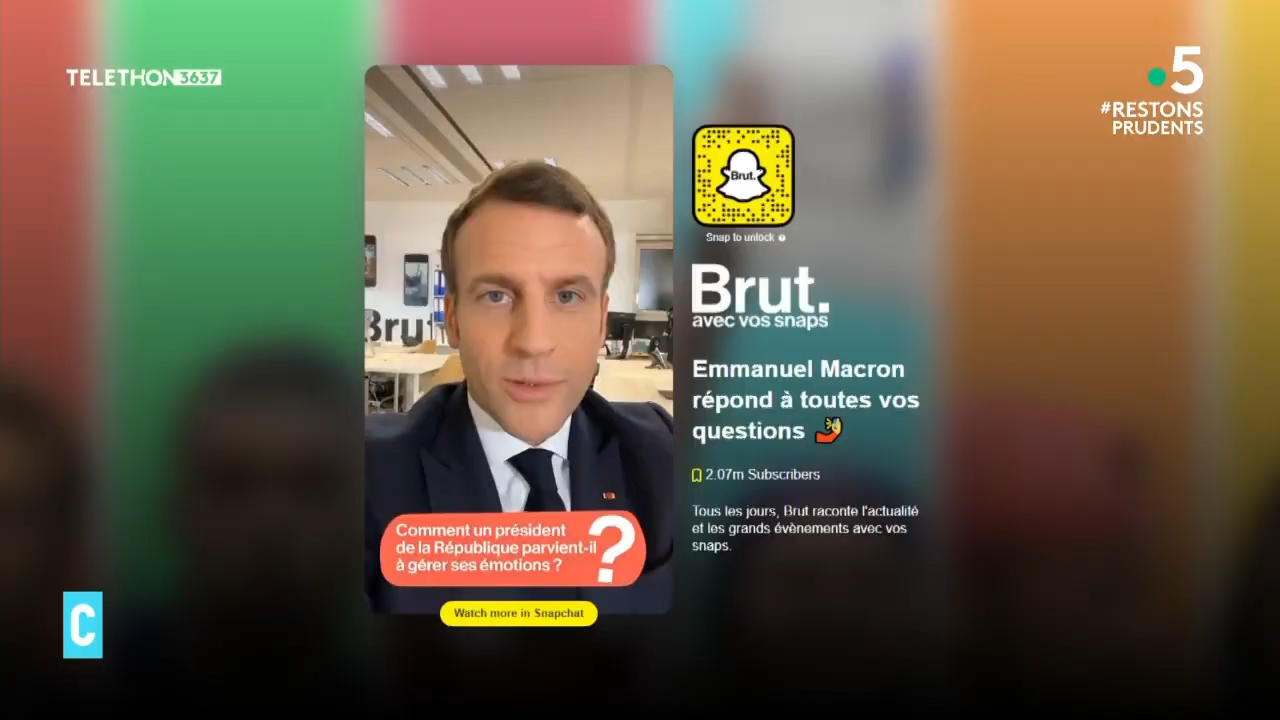 TELETHON 3637
5
#RESTONS
PRUDENTS
Brut.
Comment un président
de la République parvient-il
à gérer ses émotions ?
?
Watch more in Snapchat
Brut.
Snap to unlock
Brut.
avec vos snaps
Emmanuel Macron
répond à toutes vos
questions 🤳
2.07m Subscribers
Tous les jours, Brut raconte l'actualité
et les grands évènements avec vos
snaps.
C